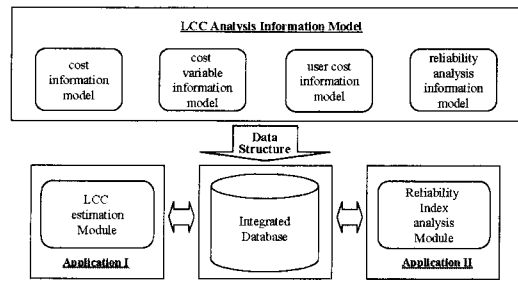 LCC Analysis Information Model
cost
information
model
cost
variable
information
model
user cost
information
model
reliability
analysis
information
model
Data
Structure
LCC
estimation
Module
Application I
Integrated
Database
Reliability
Index
analysis
Module
Application II